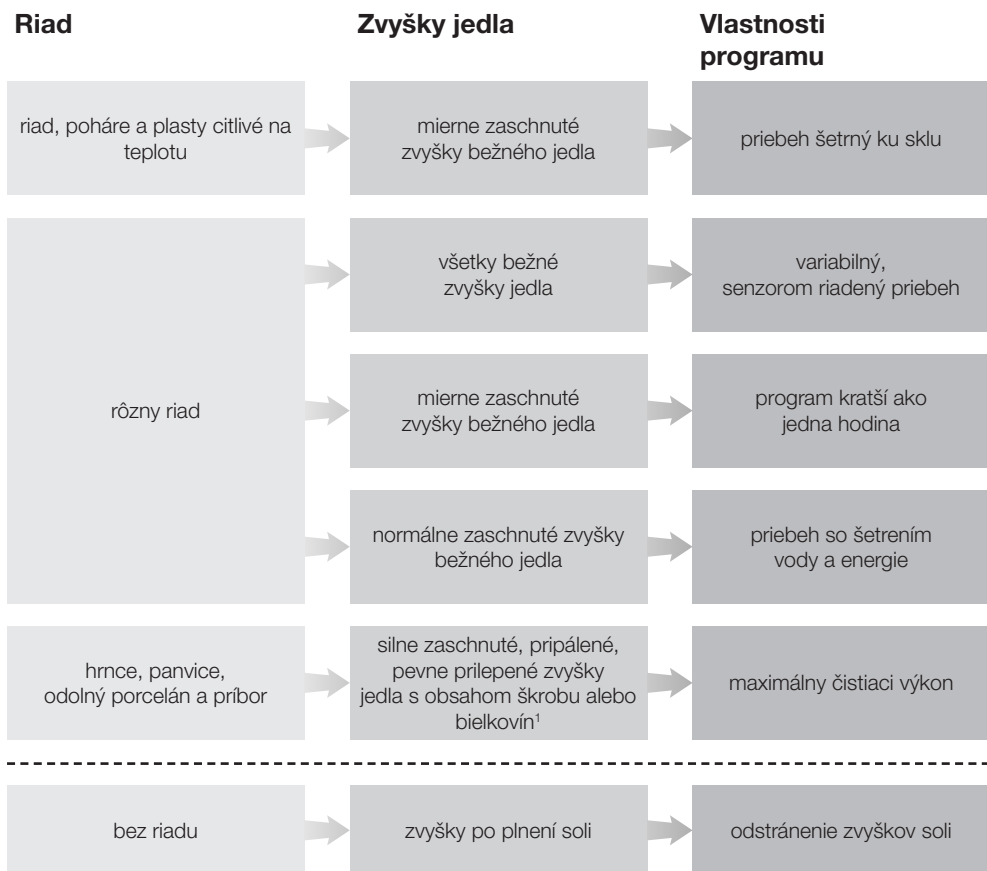 Riad
Zvyšky jedla
Vlastnosti
programu
riad, poháre a plasty citlivé na
teplotu
mierne zaschnuté
zvyšky bežného jedla
priebeh šetrný ku sklu
rôzny riad
všetky bežné
zvyšky jedla
variabilný,
senzorom riadený priebeh
mierne zaschnuté
zvyšky bežného jedla
program kratší ako
jedna hodina
normálne zaschnuté zvyšky
bežného jedla
priebeh so šetrením
vody a energie
hrnce, panvice,
odolný porcelán a príbor
silne zaschnuté, pripálené,
pevne prilepené zvyšky
jedla s obsahom škrobu alebo
bielkovín¹
maximálny čistiaci výkon
bez riadu
zvyšky po plnení soli
odstránenie zvyškov soli